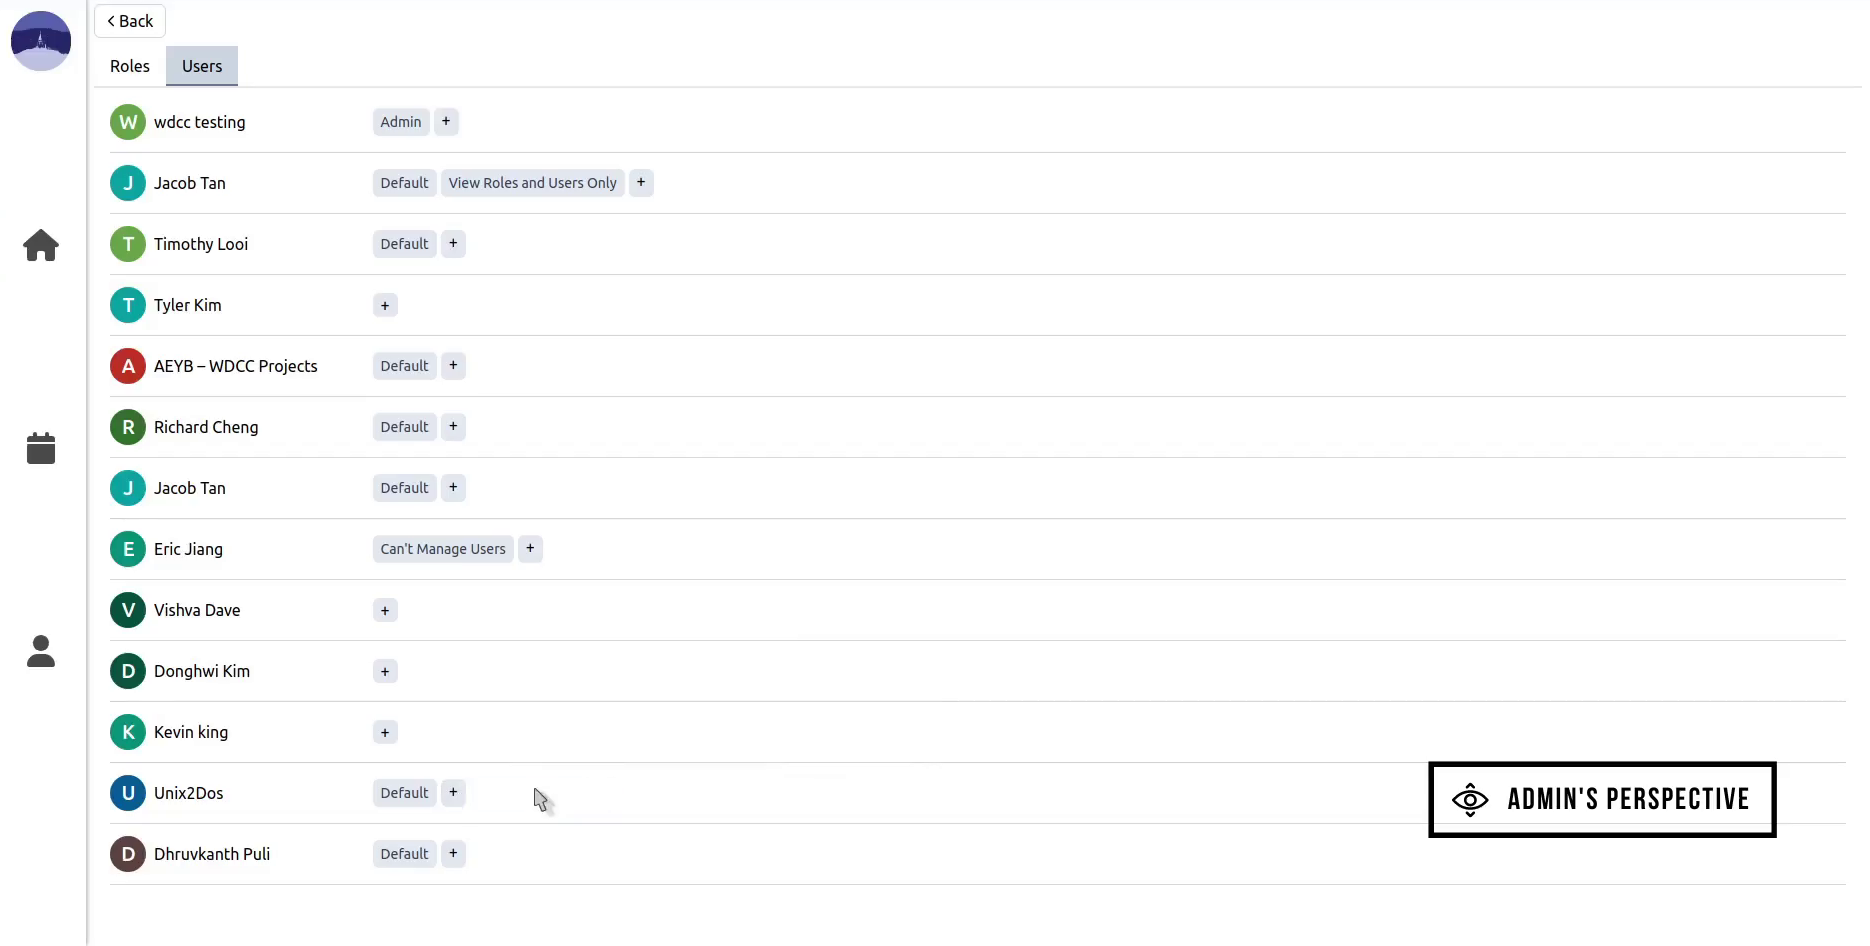 Back
Roles Users
W wdcc testing Admin +
J Jacob Tan Default View Roles and Users Only +
T Timothy Looi Default +
T Tyler Kim +
A AEYB – WDCC Projects Default +
R Richard Cheng Default +
J Jacob Tan Default +
E Eric Jiang Can't Manage Users +
V Vishva Dave +
D Donghwi Kim +
K Kevin king +
U Unix2Dos Default +
ADMIN'S PERSPECTIVE
D Dhruvkanth Puli Default +